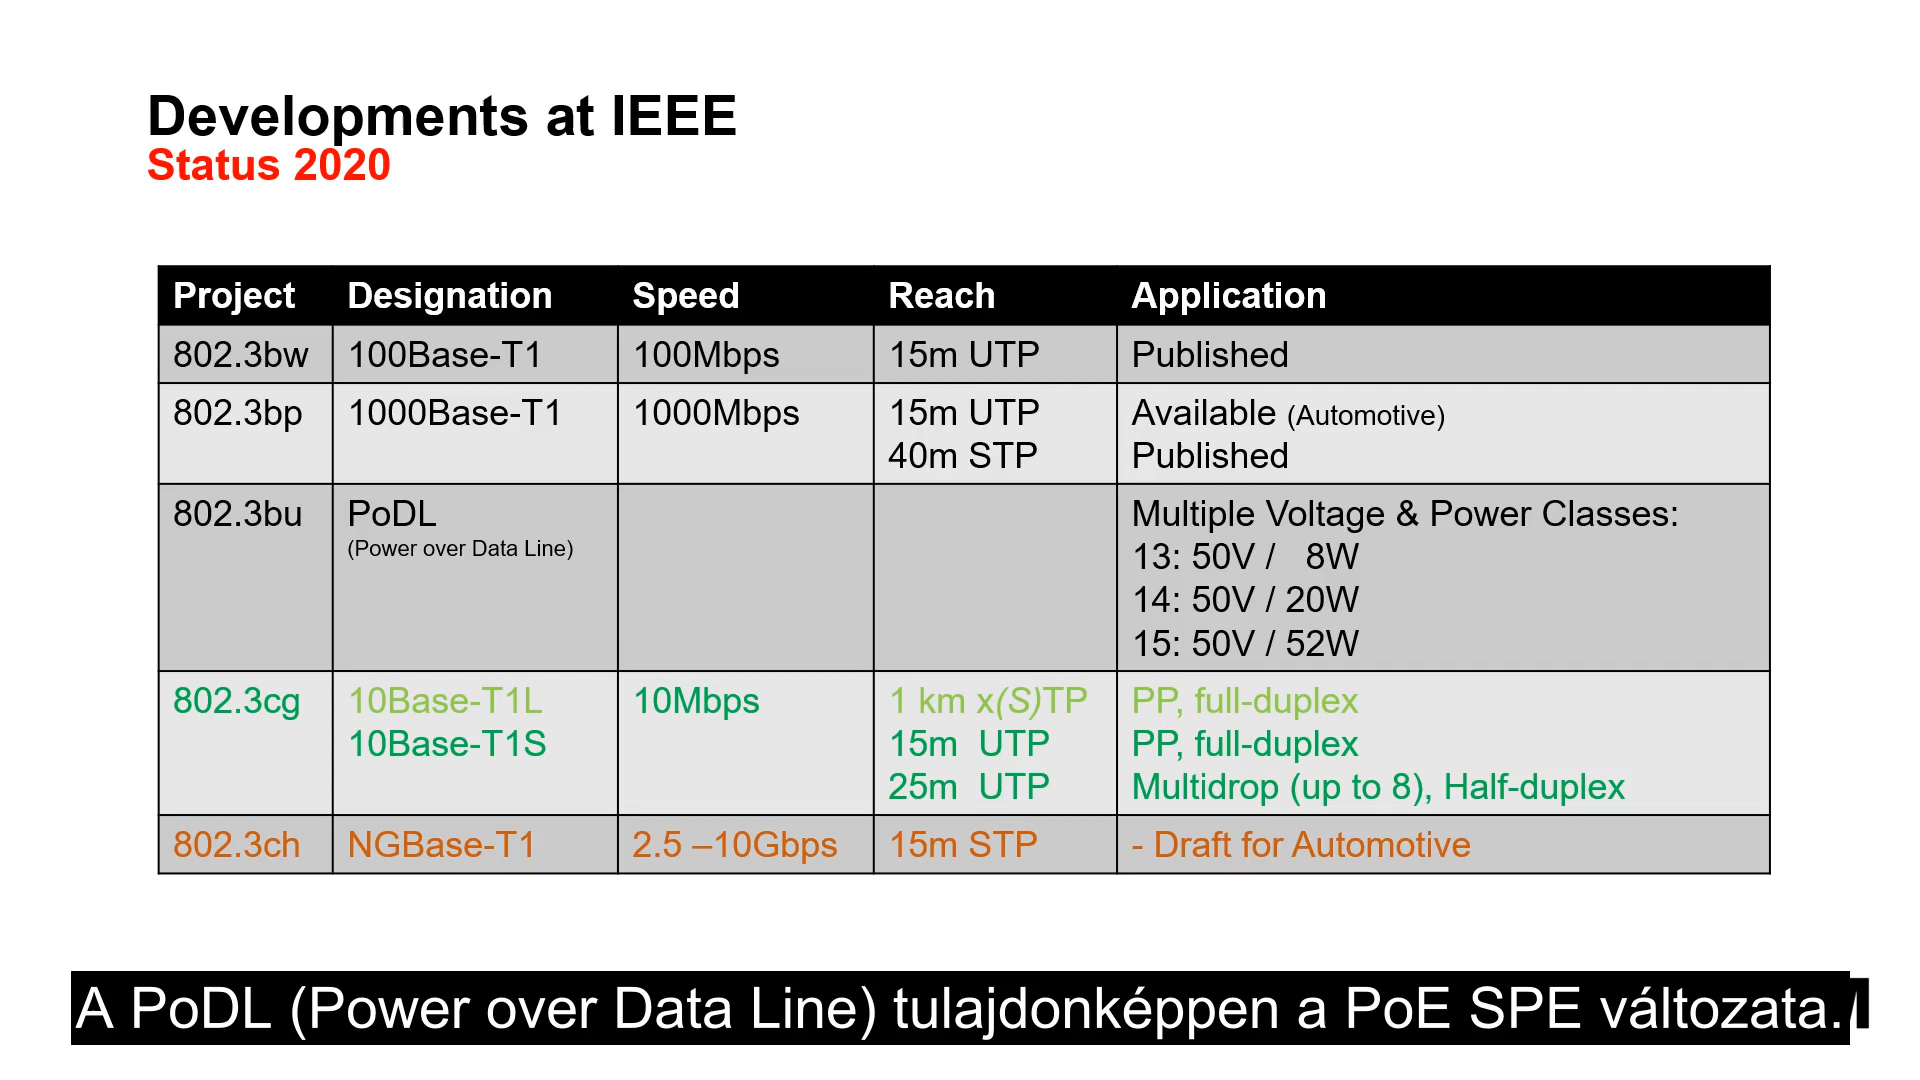 Developments at IEEE
Status 2020
Project Designation Speed Reach Application
802.3bw 100Base-T1 100Mbps 15m UTP Published
802.3bp 1000Base-T1 1000Mbps 15m UTP Available (Automotive)
40m STP Published
802.3bu PoDL Multiple Voltage & Power Classes:
(Power over Data Line) 13: 50V / 8W
14: 50V / 20W
15: 50V / 52W
802.3cg 10Base-T1L 10Mbps 1 km x(S)TP PP, full-duplex
10Base-T1S 15m UTP PP, full-duplex
25m UTP Multidrop (up to 8), Half-duplex
802.3ch NGBase-T1 2.5 –10Gbps 15m STP - Draft for Automotive
A PoDL (Power over Data Line) tulajdonképpen a PoE SPE változata.